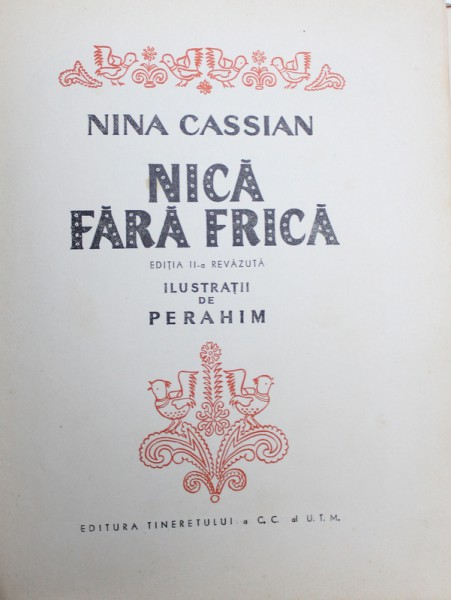 NINA CASSIAN
NICĂ
FĂRĂ FRICĂ
EDIȚIA II-a REVĂZUTĂ
ILUSTRAȚII
DE
PERAHIM
EDITURA TINERETULUI a C.C. al U.T.M.